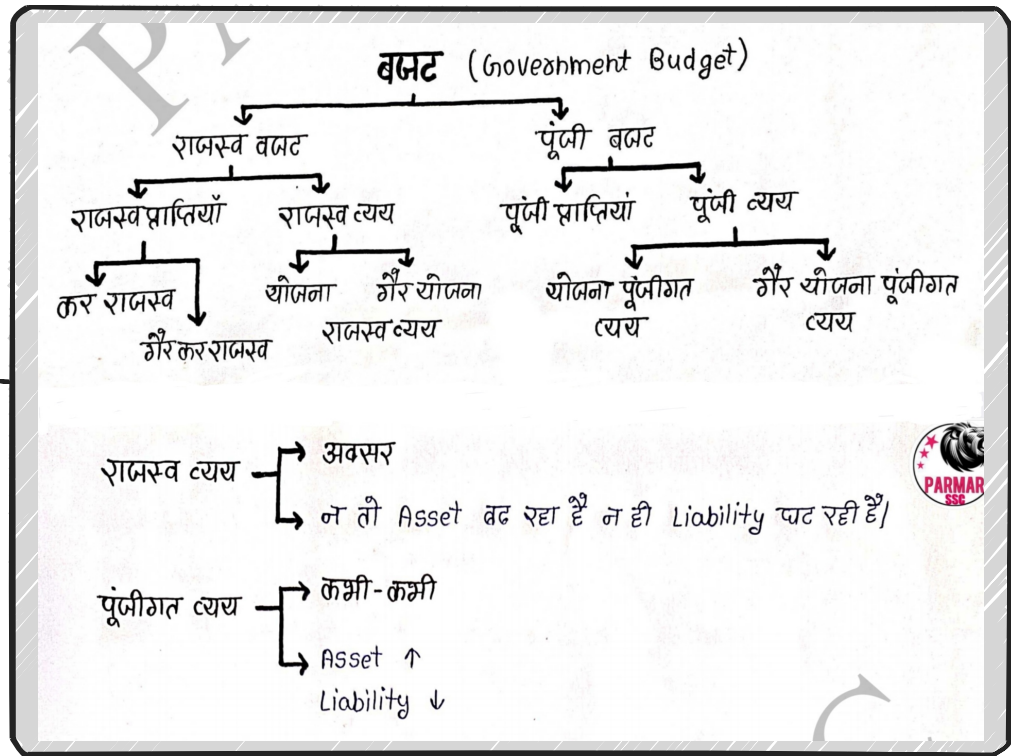 बजट (Government Budget)
राजस्व बजट पूंजी बजट
राजस्व प्राप्तियाँ राजस्व व्यय पूंजी प्राप्तियां पूंजी व्यय
कर राजस्व योजना गैर योजना योजना पूंजीगत गैर योजना पूंजीगत
गैर कर राजस्व राजस्व व्यय व्यय व्यय
राजस्व व्यय अक्सर
न तो Asset बढ रहा है न ही Liability घट रही है।
पूंजीगत व्यय कभी-कभी
Asset ↑
Liability ↓
PARMAR
SSG